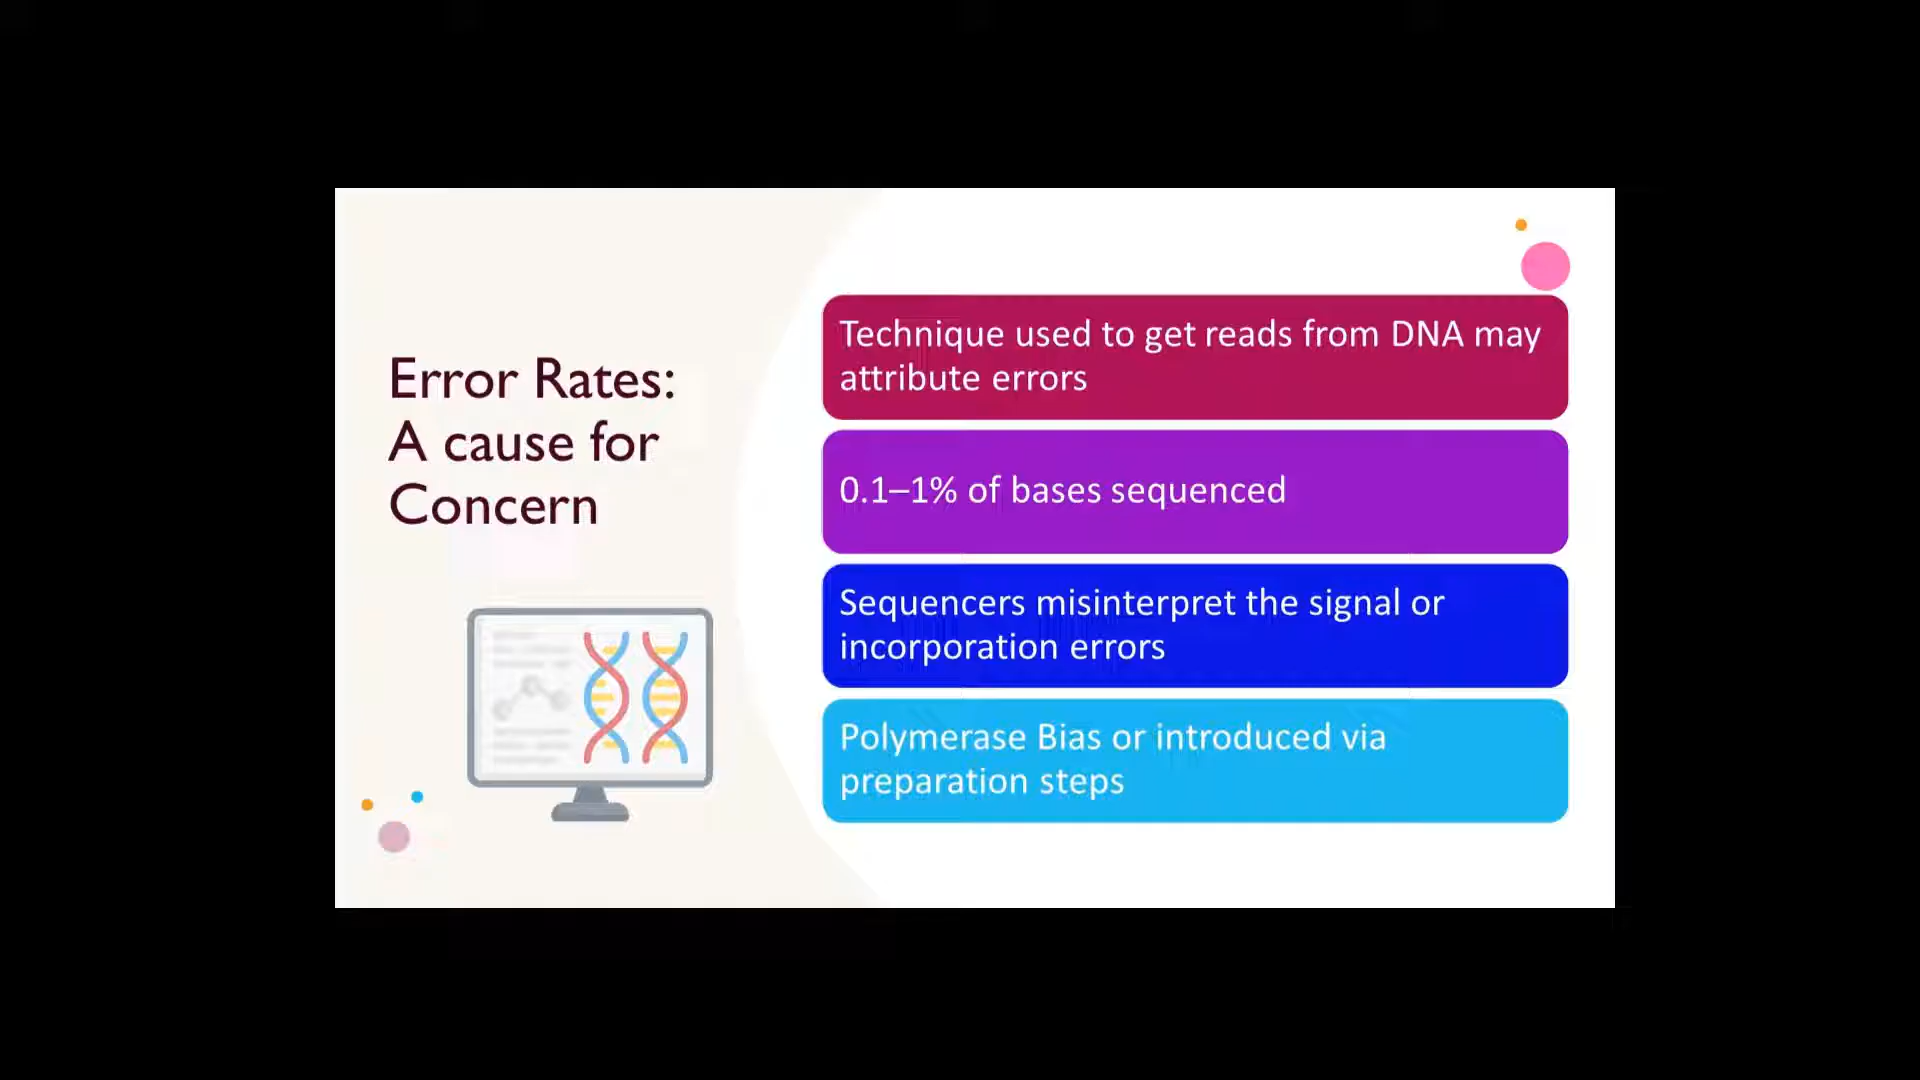 Error Rates:
A cause for
Concern
Technique used to get reads from DNA may
attribute errors
0.1–1% of bases sequenced
Sequencers misinterpret the signal or
incorporation errors
Polymerase Bias or introduced via
preparation steps